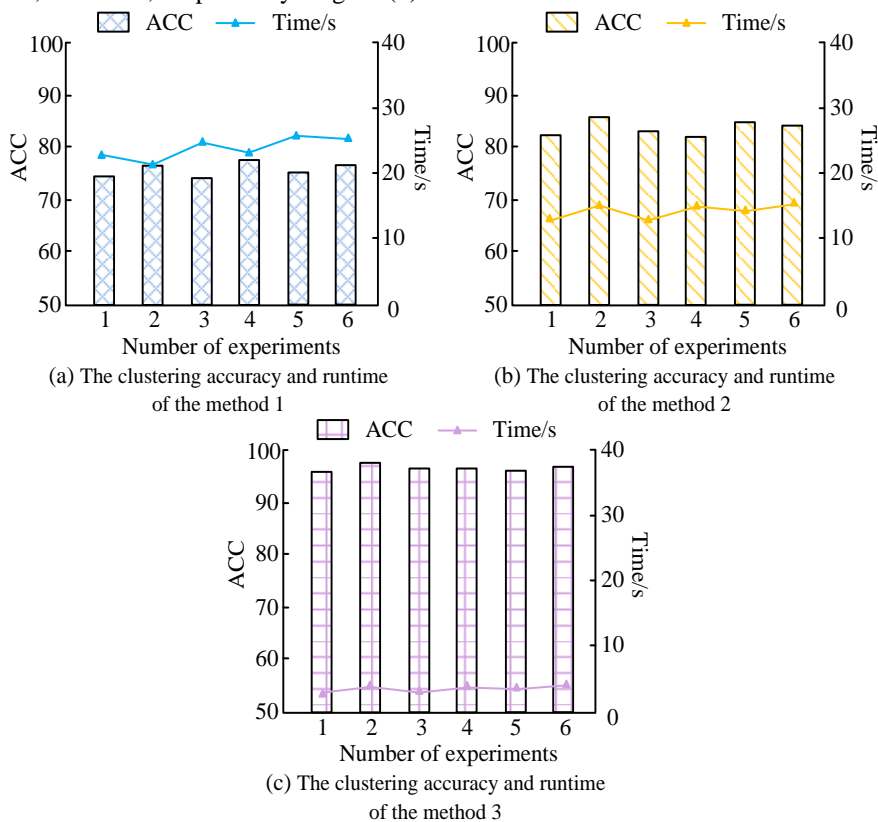 ACC Time/s
100
90
80
70
60
50
ACC
40
30
20
10
0
Time/s
1 2 3 4 5 6
Number of experiments
(a) The clustering accuracy and runtime
of the method 1
ACC Time/s
100
90
80
70
60
50
ACC
40
30
20
10
0
Time/s
1 2 3 4 5 6
Number of experiments
(b) The clustering accuracy and runtime
of the method 2
ACC Time/s
100
90
80
70
60
50
ACC
40
30
20
10
0
Time/s
1 2 3 4 5 6
Number of experiments
(c) The clustering accuracy and runtime
of the method 3